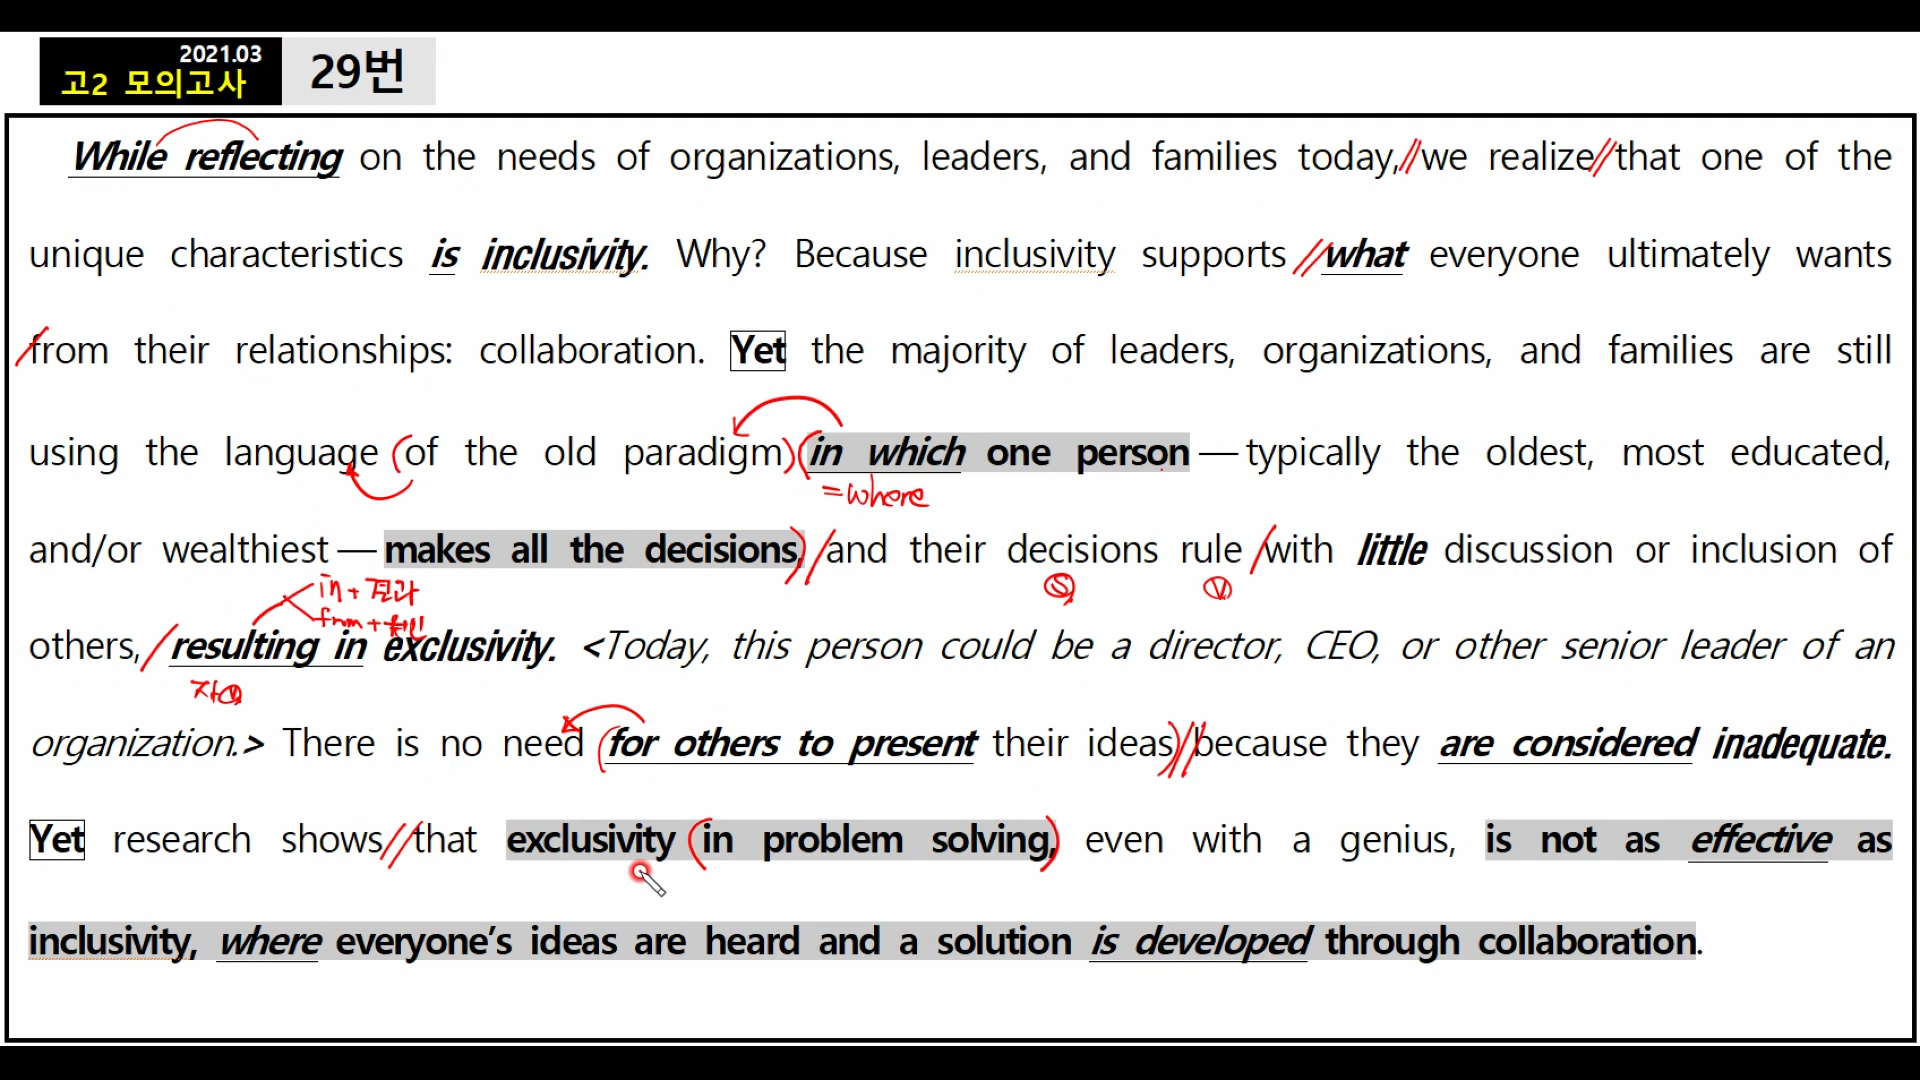 2021.03
고2 모의고사
29번
While reflecting on the needs of organizations, leaders, and families today, we realize that one of the
unique characteristics is inclusivity. Why? Because inclusivity supports what everyone ultimately wants
from their relationships: collaboration. Yet the majority of leaders, organizations, and families are still
using the language of the old paradigm in which one person—typically the oldest, most educated,
=where
and/or wealthiest—makes all the decisions, and their decisions rule with little discussion or inclusion of
in+결과
Ⓢ Ⓥ
from+원인
others, resulting in exclusivity. <Today, this person could be a director, CEO, or other senior leader of an
자Ⓥ
organization.> There is no need for others to present their ideas because they are considered inadequate.
Yet research shows that exclusivity in problem solving, even with a genius, is not as effective as
inclusivity, where everyone’s ideas are heard and a solution is developed through collaboration.